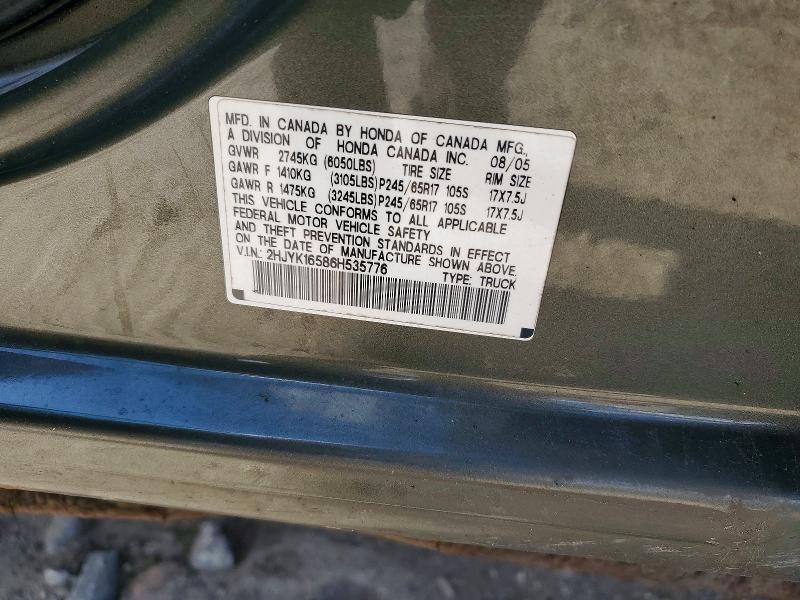 MFD. IN CANADA BY HONDA OF CANADA MFG.,
A DIVISION OF HONDA CANADA INC. 08/05
GVWR 2745KG (6050LBS) TIRE SIZE RIM SIZE
GAWR F 1410KG (3105LBS) P245/65R17 105S 17X7.5J
GAWR R 1475KG (3245LBS) P245/65R17 105S 17X7.5J
THIS VEHICLE CONFORMS TO ALL APPLICABLE
FEDERAL MOTOR VEHICLE SAFETY
AND THEFT PREVENTION STANDARDS IN EFFECT
ON THE DATE OF MANUFACTURE SHOWN ABOVE.
V.I.N.: 2HJYK16586H535776 TYPE: TRUCK